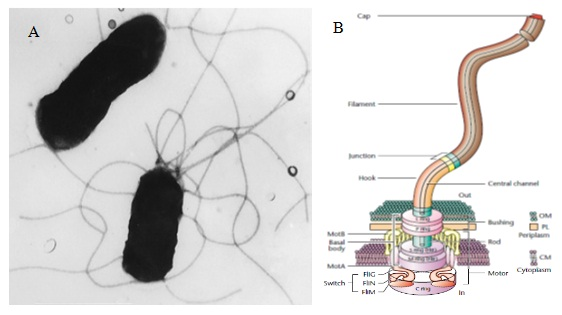 A
B
Cap
Filament
Junction
Hook
Central channel
Out
OM
Bushing
PL
Periplasm
MotB
Basal
body
Rod
MotA
CM
Cytoplasm
Motor
Switch
FliG
FliN
FliM
C ring
In